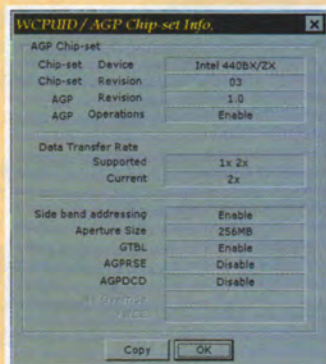 WCPUID / AGP Chip-set Info.
AGP Chip-set
Chip-set Device Intel 440BX/ZX
Chip-set Revision 03
AGP Revision 1.0
AGP Operations Enable
Data Transfer Rate
Supported 1x 2x
Current 2x
Side band addressing Enable
Aperture Size 256MB
GTBL Enable
AGPRSE Disable
AGPDCD Disable
Copy OK